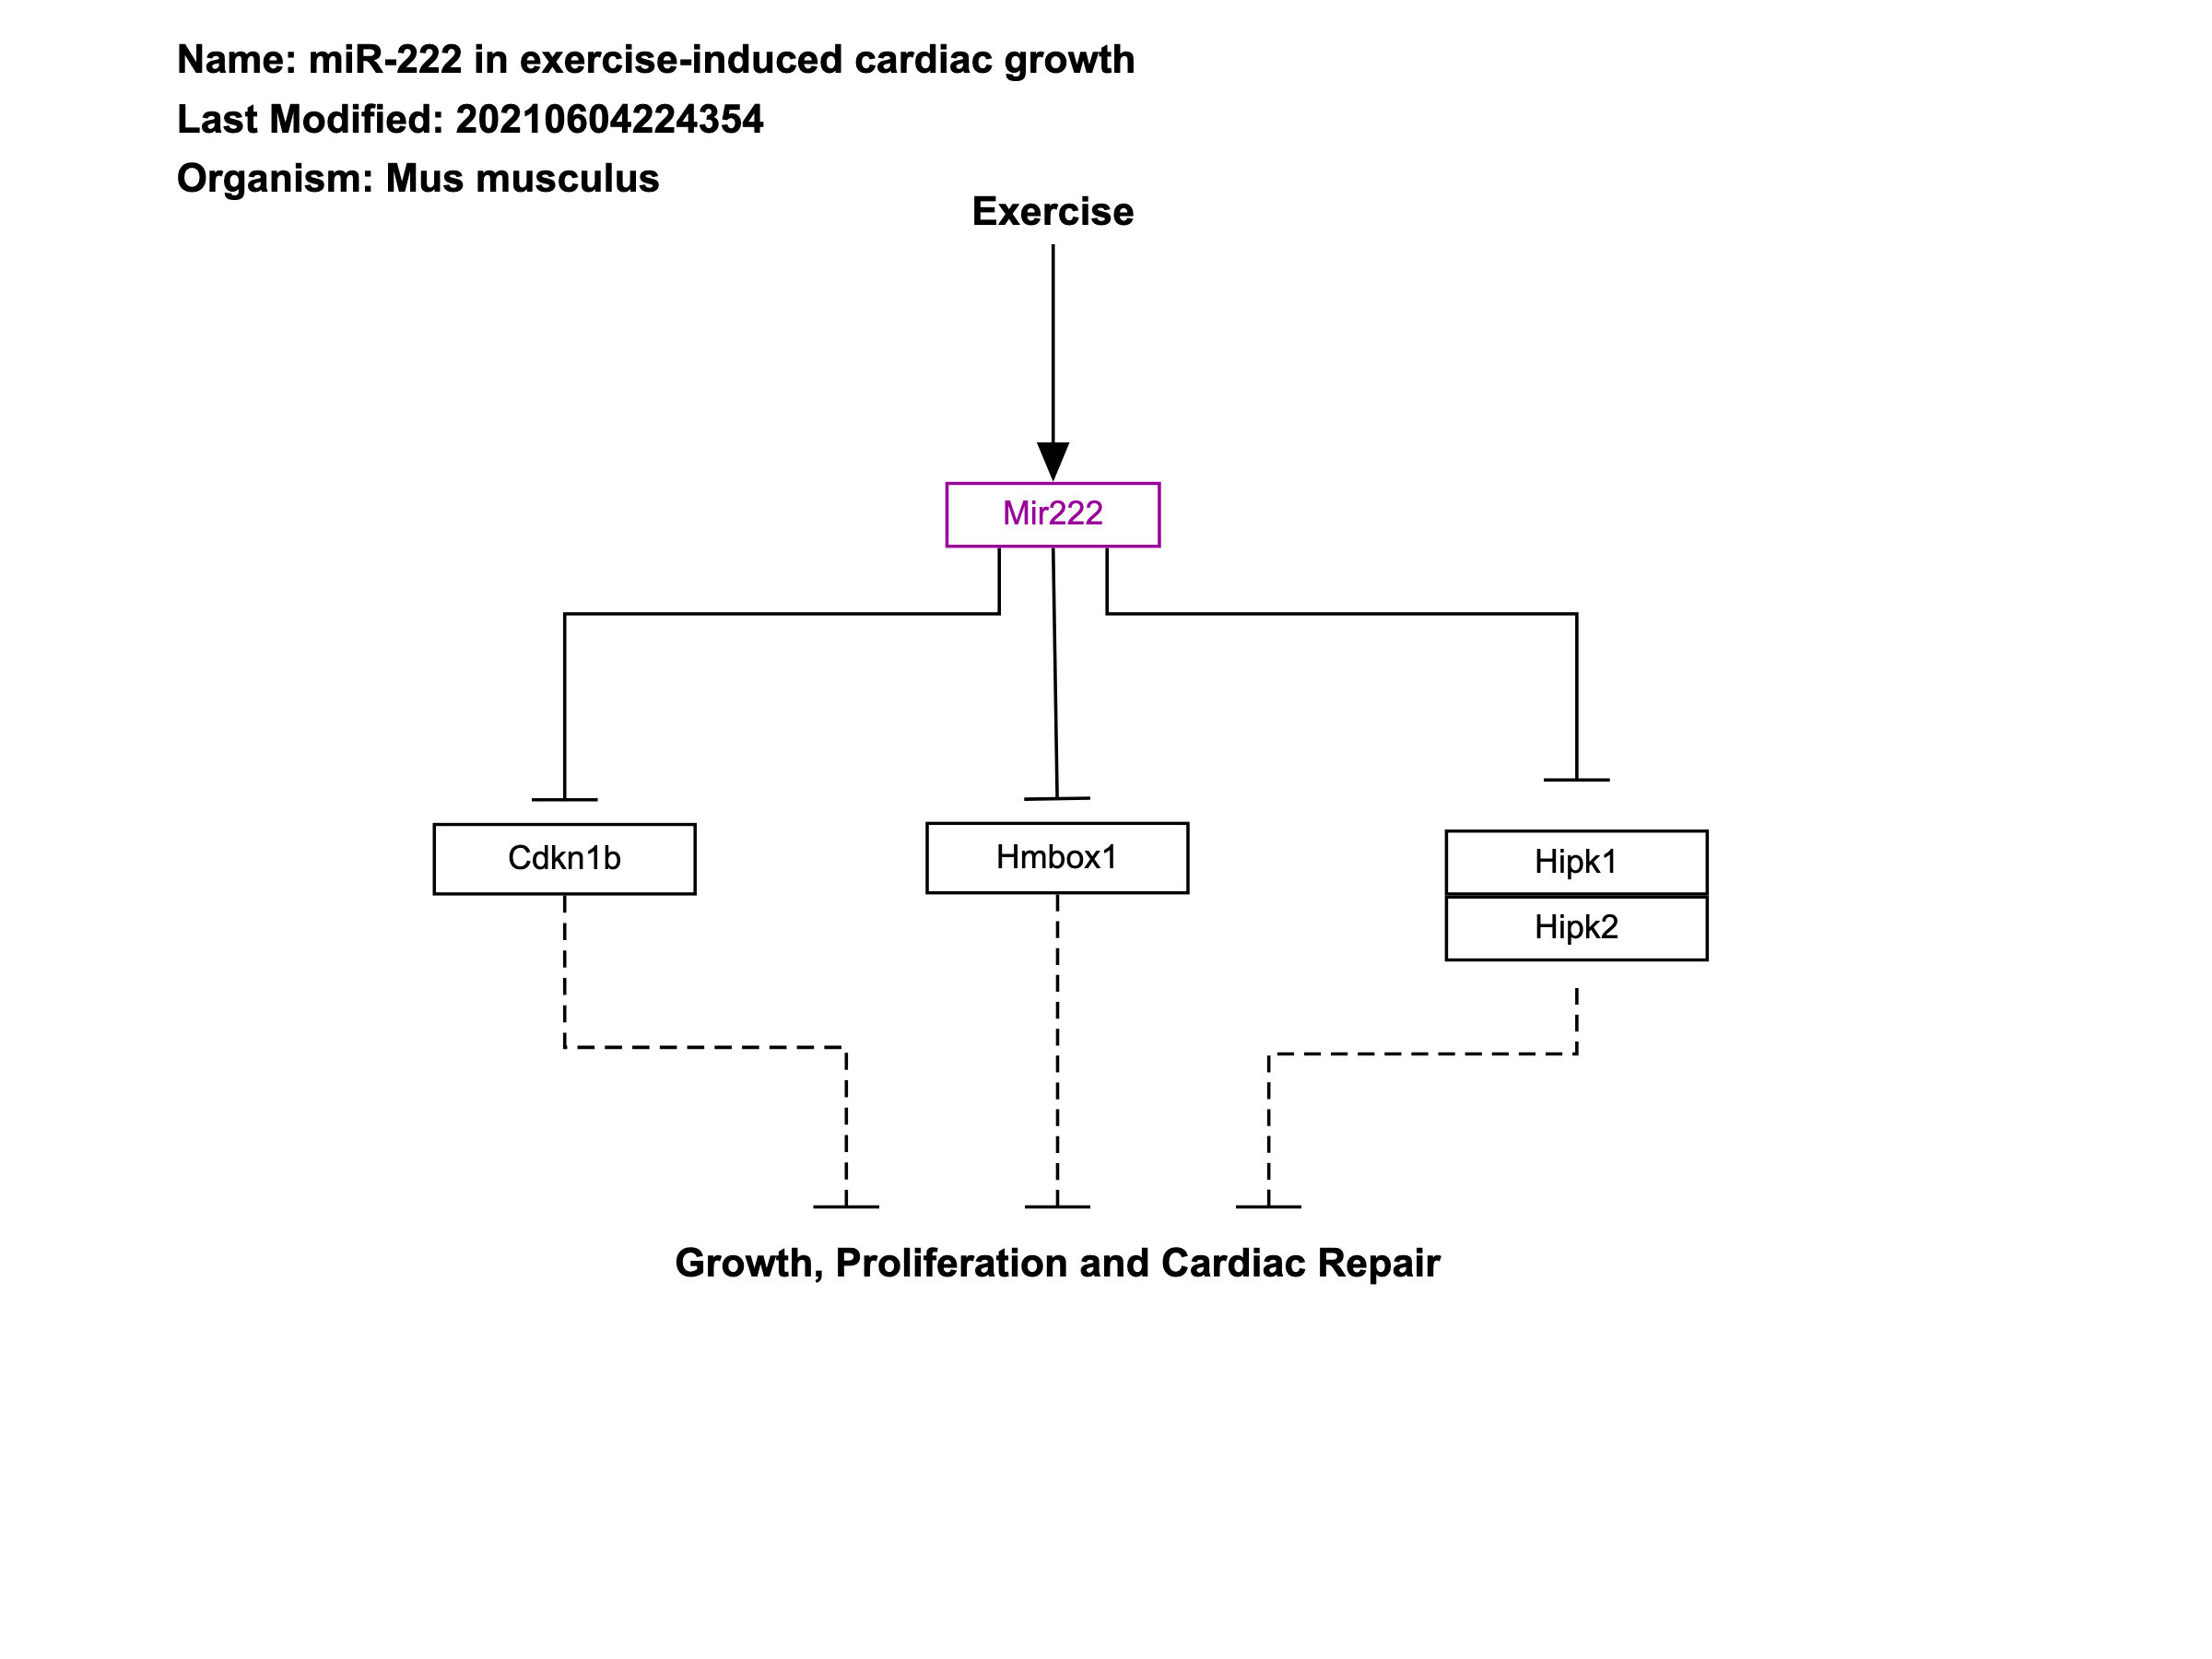 Name: miR-222 in exercise-induced cardiac growth
Last Modified: 20210604224354
Organism: Mus musculus
Exercise
Mir222
Cdkn1b
Hmbox1
Hipk1
Hipk2
Growth, Proliferation and Cardiac Repair